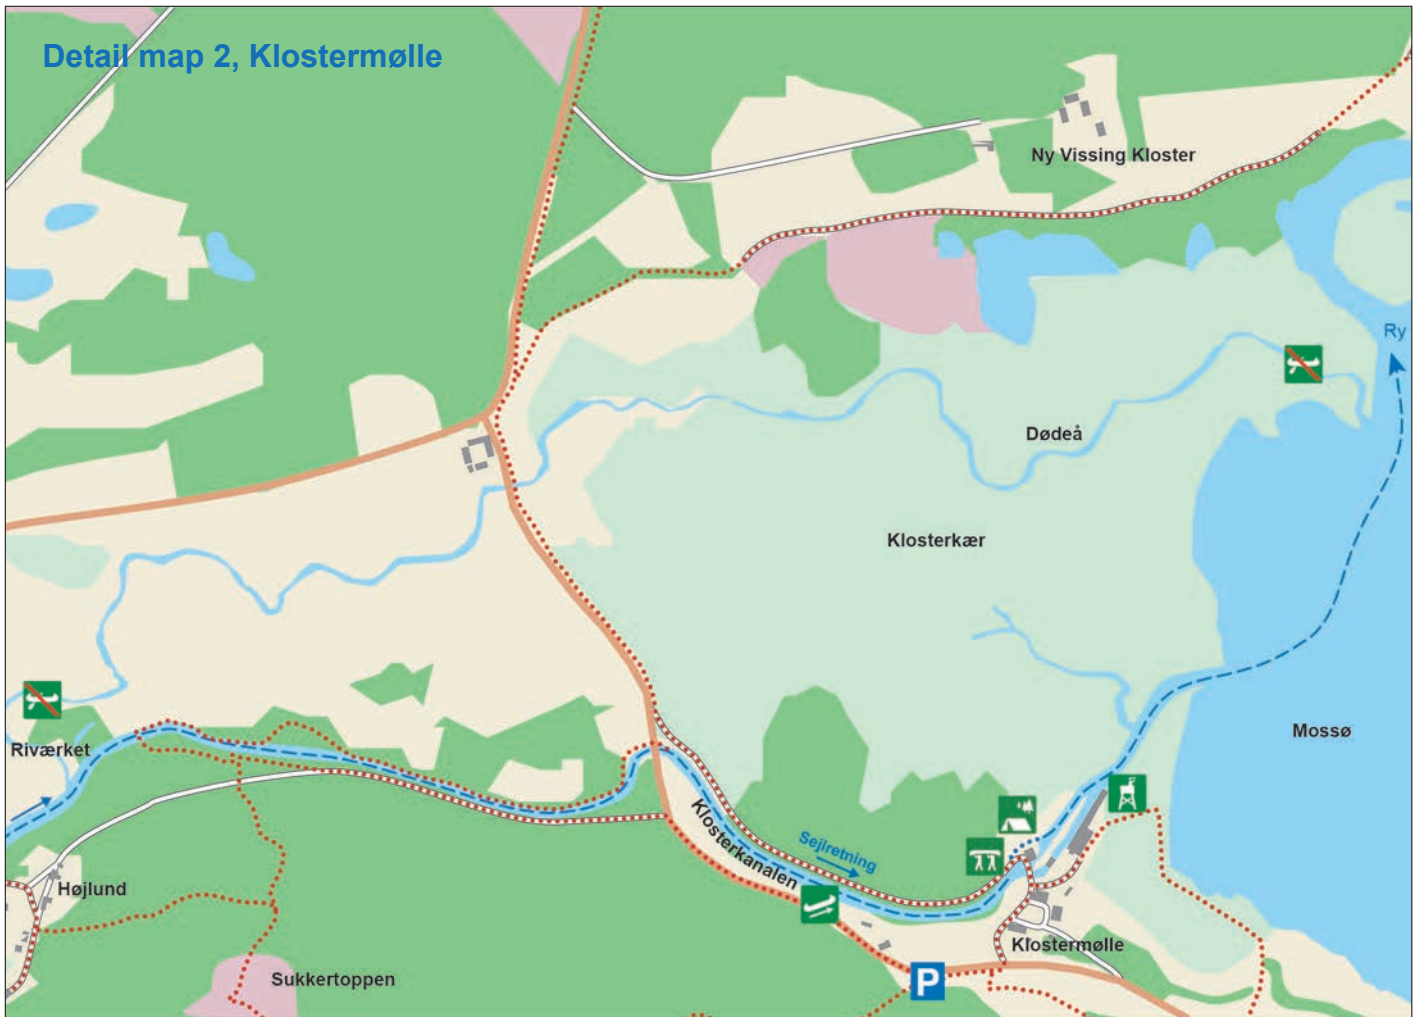 Detail map 2, Klostermølle
Ny Vissing Kloster
Ry
Dødeå
Klosterkær
Mossø
Riværket
Klosterkanalen
Sejlretning
Højlund
Klostermølle
Sukkertoppen
P